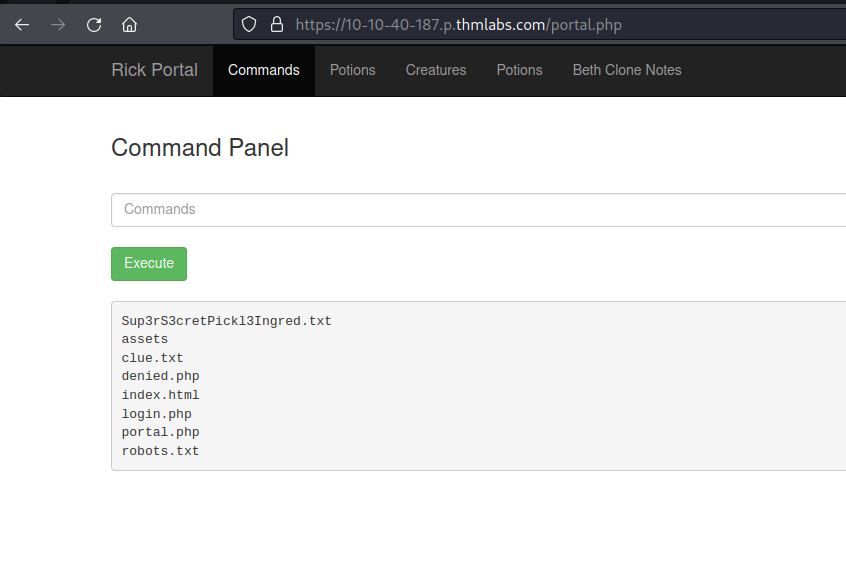 https://10-10-40-187.p.thmlabs.com/portal.php
Rick Portal Commands Potions Creatures Potions Beth Clone Notes
Command Panel
Commands
Execute
Sup3rS3cretPickl3Ingred.txt
assets
clue.txt
denied.php
index.html
login.php
portal.php
robots.txt